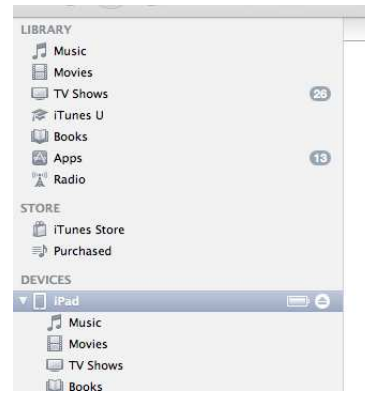 LIBRARY
Music
Movies
TV Shows 26
iTunes U
Books
Apps 13
Radio
STORE
iTunes Store
Purchased
DEVICES
iPad
Music
Movies
TV Shows
Books